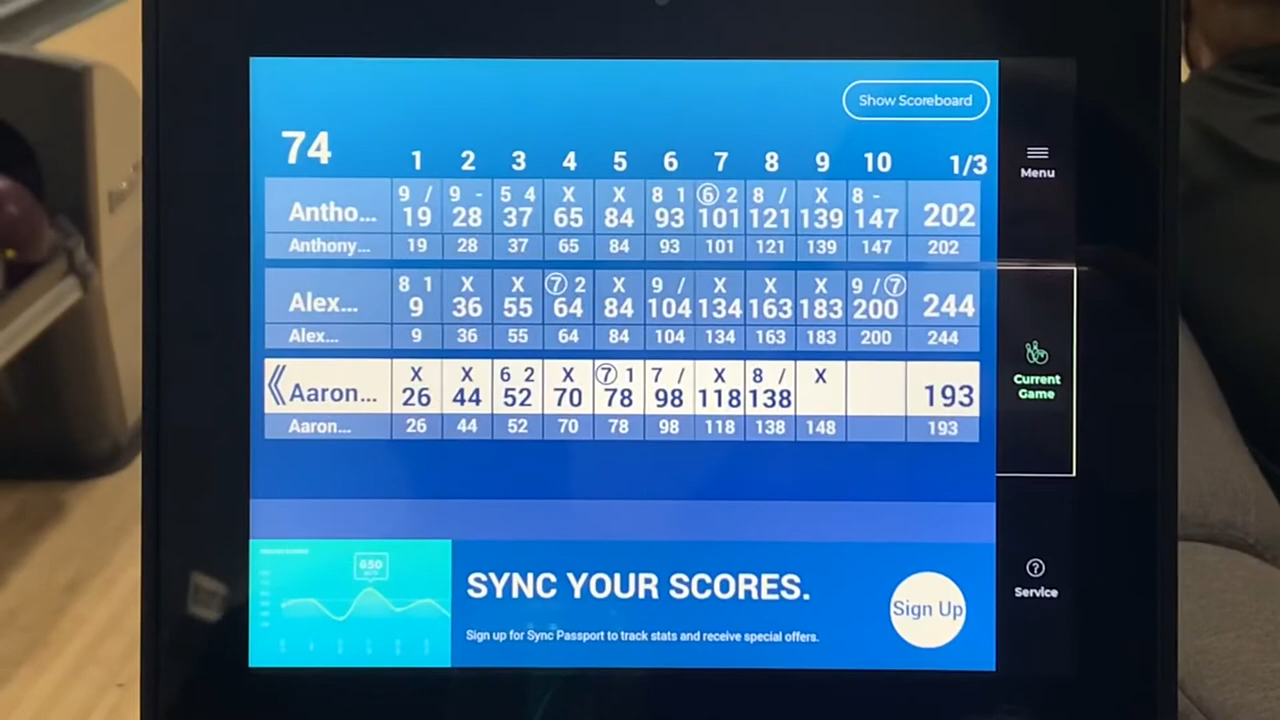 Show Scoreboard
74 1 2 3 4 5 6 7 8 9 10 1/3
9 / 9 - 5 4 X X 8 1 ⑥ 2 8 / X 8 -
Antho... 19 28 37 65 84 93 101 121 139 147 202
Anthony... 19 28 37 65 84 93 101 121 139 147 202
8 1 X X ⑦ 2 X 9 / X X X 9 / ⑦
Alex... 9 36 55 64 84 104 134 163 183 200 244
Alex... 9 36 55 64 84 104 134 163 183 200 244
X X 6 2 X ⑦ 1 7 / X 8 / X
Aaron... 26 44 52 70 78 98 118 138 193
Aaron... 26 44 52 70 78 98 118 138 148 193
Menu
Current
Game
Service
650
SYNC YOUR SCORES.
Sign up for Sync Passport to track stats and receive special offers.
Sign Up